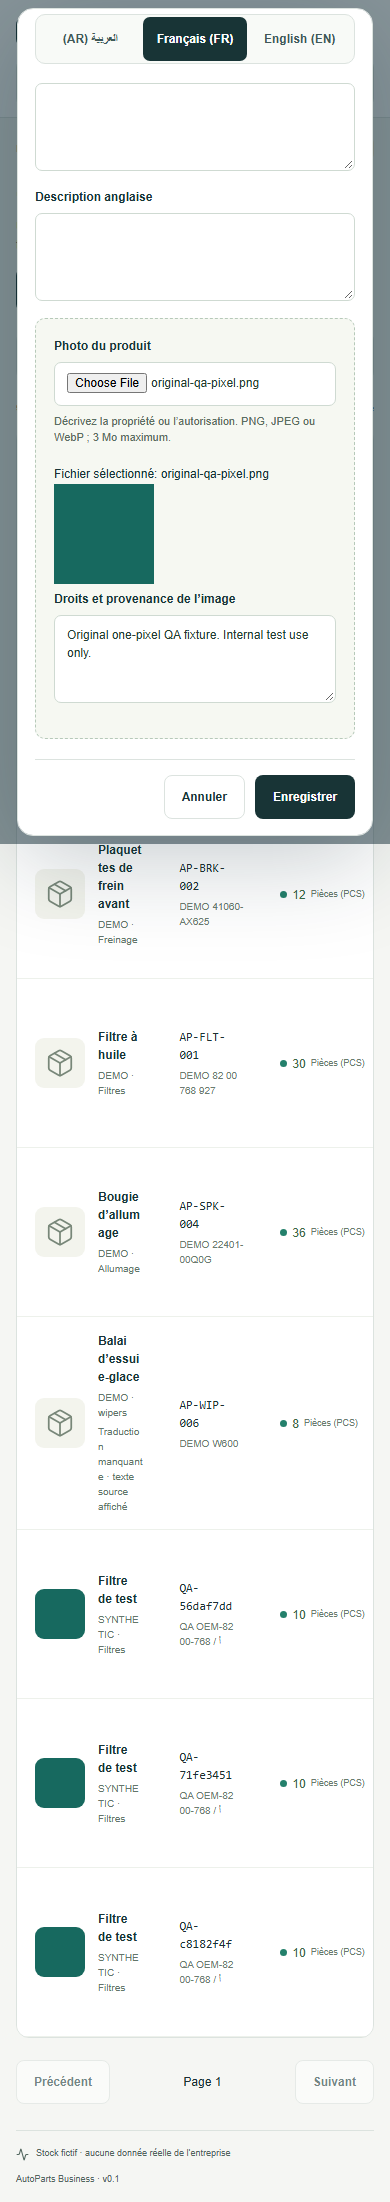 العربية (AR)
Français (FR)
English (EN)
Description anglaise
Photo du produit
Choose File original-qa-pixel.png
Décrivez la propriété ou l’autorisation. PNG, JPEG ou
WebP ; 3 Mo maximum.
Fichier sélectionné: original-qa-pixel.png
Droits et provenance de l’image
Original one-pixel QA fixture. Internal test use
only.
Annuler
Enregistrer
Plaquet
tes de
frein
avant
DEMO ·
Freinage
AP-BRK-
002
DEMO 41060-
AX625
12 Pièces (PCS)
Filtre à
huile
DEMO ·
Filtres
AP-FLT-
001
DEMO 82 00
768 927
30 Pièces (PCS)
Bougie
d’allum
age
DEMO ·
Allumage
AP-SPK-
004
DEMO 22401-
00Q0G
36 Pièces (PCS)
Balai
d’essui
e-glace
DEMO ·
wipers
Traductio
n
manquant
e · texte
source
affiché
AP-WIP-
006
DEMO W600
8 Pièces (PCS)
Filtre
de test
SYNTHE
TIC ·
Filtres
QA-
56daf7dd
QA OEM-82
00-768 / أ
10 Pièces (PCS)
Filtre
de test
SYNTHE
TIC ·
Filtres
QA-
71fe3451
QA OEM-82
00-768 / أ
10 Pièces (PCS)
Filtre
de test
SYNTHE
TIC ·
Filtres
QA-
c8182f4f
QA OEM-82
00-768 / أ
10 Pièces (PCS)
Précédent
Page 1
Suivant
Stock fictif · aucune donnée réelle de l’entreprise
AutoParts Business · v0.1